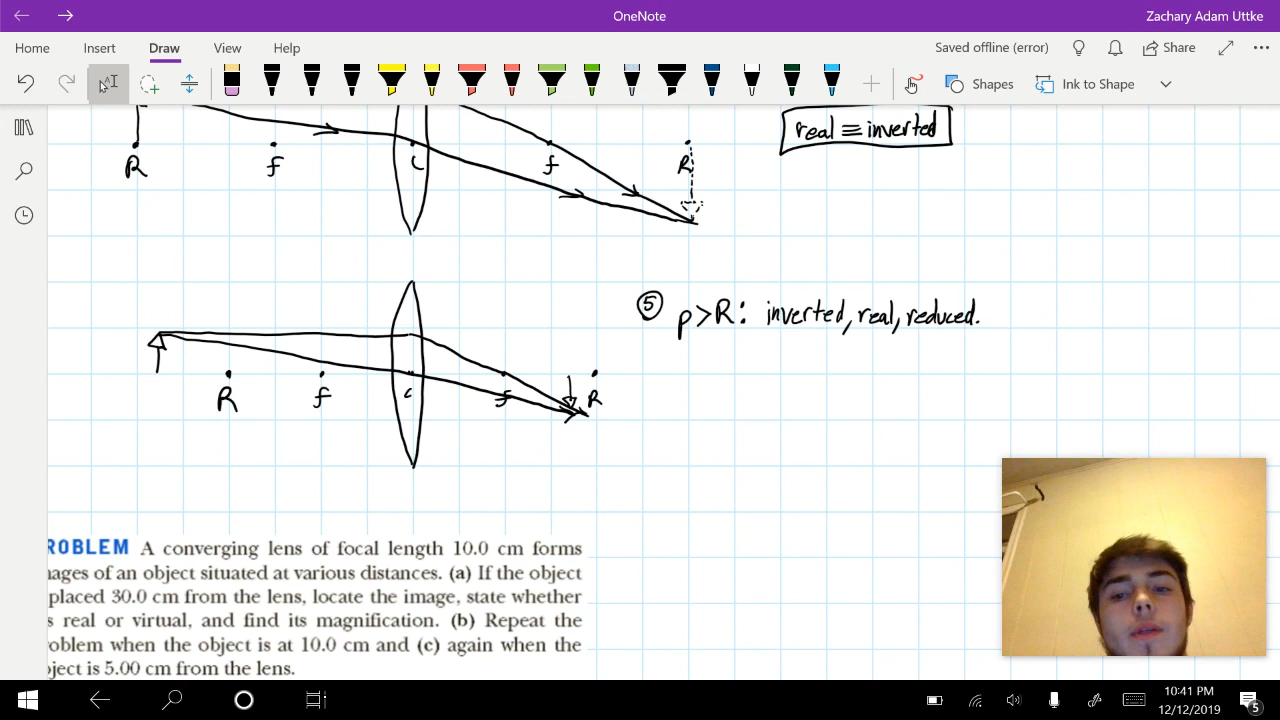 OneNote
Zachary Adam Uttke
Home Insert Draw View Help
Saved offline (error) Share
Shapes Ink to Shape
real ≡ inverted
R f c f R
⑤ p>R: inverted, real, reduced.
R f c f R
ROBLEM A converging lens of focal length 10.0 cm forms
ages of an object situated at various distances. (a) If the object
placed 30.0 cm from the lens, locate the image, state whether
s real or virtual, and find its magnification. (b) Repeat the
oblem when the object is at 10.0 cm and (c) again when the
ject is 5.00 cm from the lens.
10:41 PM
12/12/2019
5